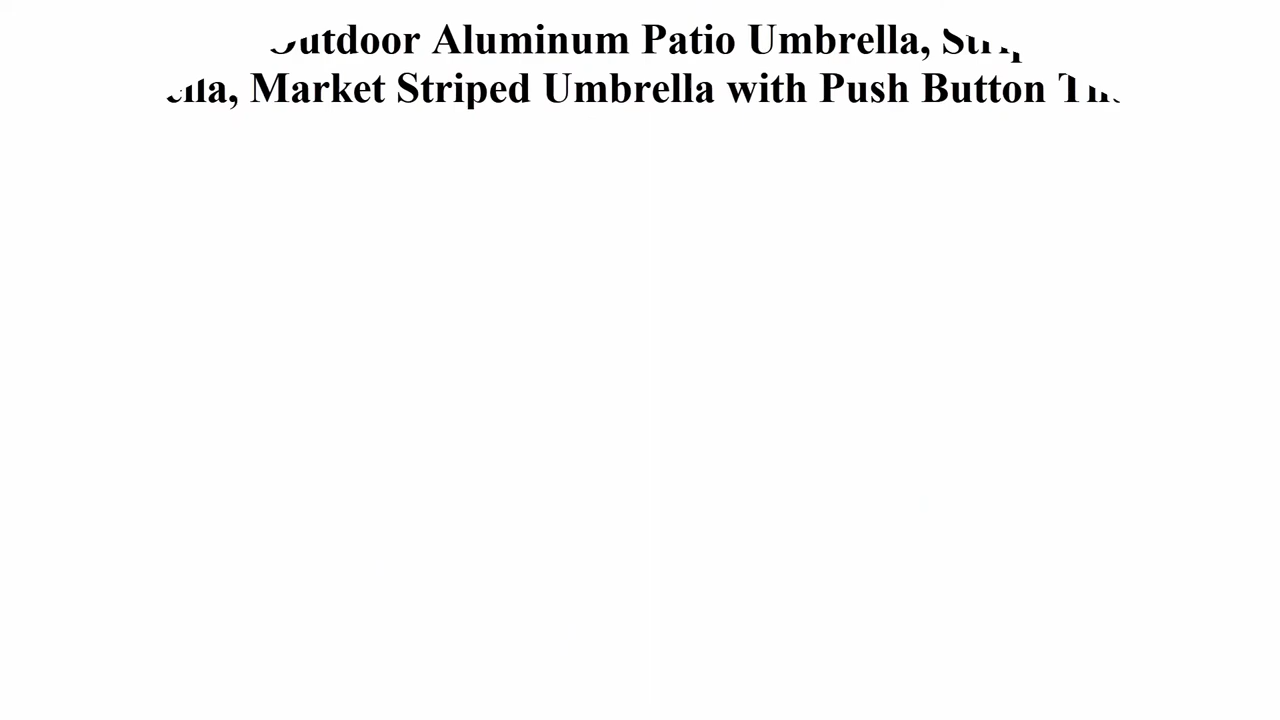 Outdoor Aluminum Patio Umbrella,
Market Striped Umbrella with Push Button